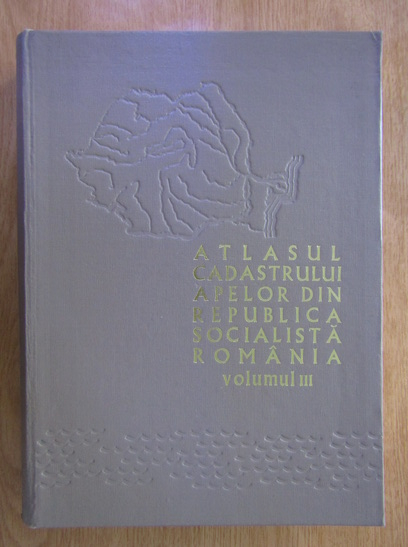 ATLASUL
CADASTRULUI
APELOR DIN
REPUBLICA
SOCIALISTĂ
ROMÂNIA
volumul III